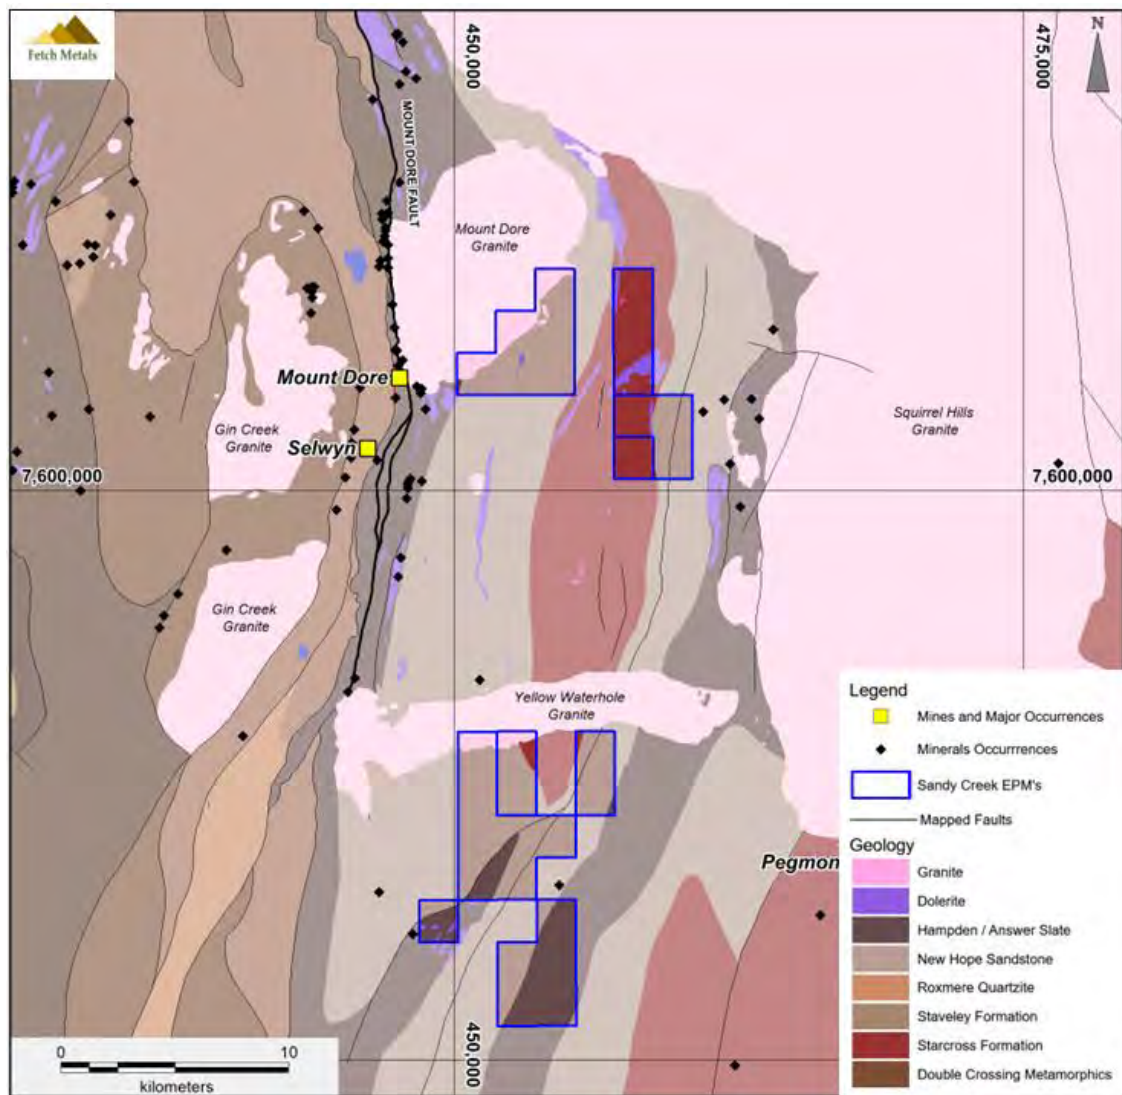 Fetch Metals
450,000
475,000
N
MOUNT DORE FAULT
Mount Dore
Granite
Mount Dore
Gin Creek
Granite
Squirrel Hills
Granite
Selwyn
7,600,000
7,600,000
Gin Creek
Granite
Yellow Waterhole
Granite
Pegmon
Legend
Mines and Major Occurrences
Minerals Occurrrences
Sandy Creek EPM's
Mapped Faults
Geology
Granite
Dolerite
Hampden / Answer Slate
New Hope Sandstone
Roxmere Quartzite
Staveley Formation
Starcross Formation
Double Crossing Metamorphics
450,000
0 10
kilometers